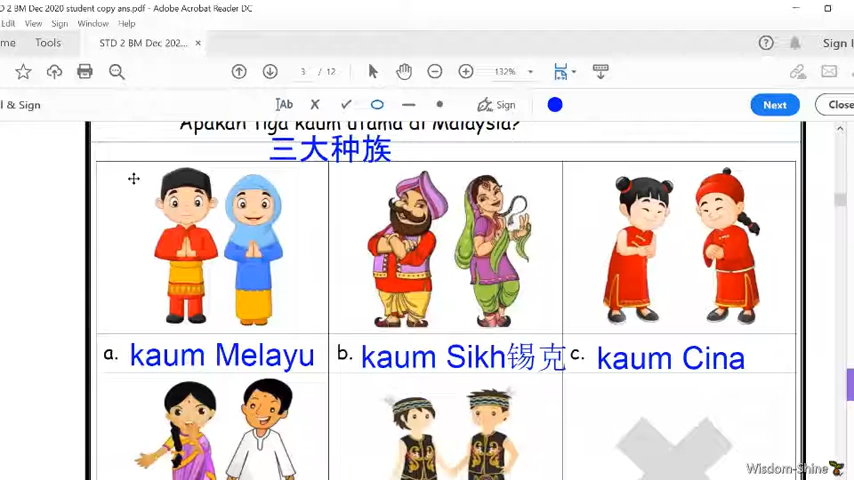 STD 2 BM Dec 2020 student copy ans.pdf - Adobe Acrobat Reader DC
Edit View Sign Window Help
me Tools STD 2 BM Dec 202... × Sign I
3 / 12 132%
l & Sign Ab Sign Next Close
Apakah Tiga kaum utama di Malaysia?
三大种族
a. kaum Melayu b. kaum Sikh锡克 c. kaum Cina
Wisdom-Shine